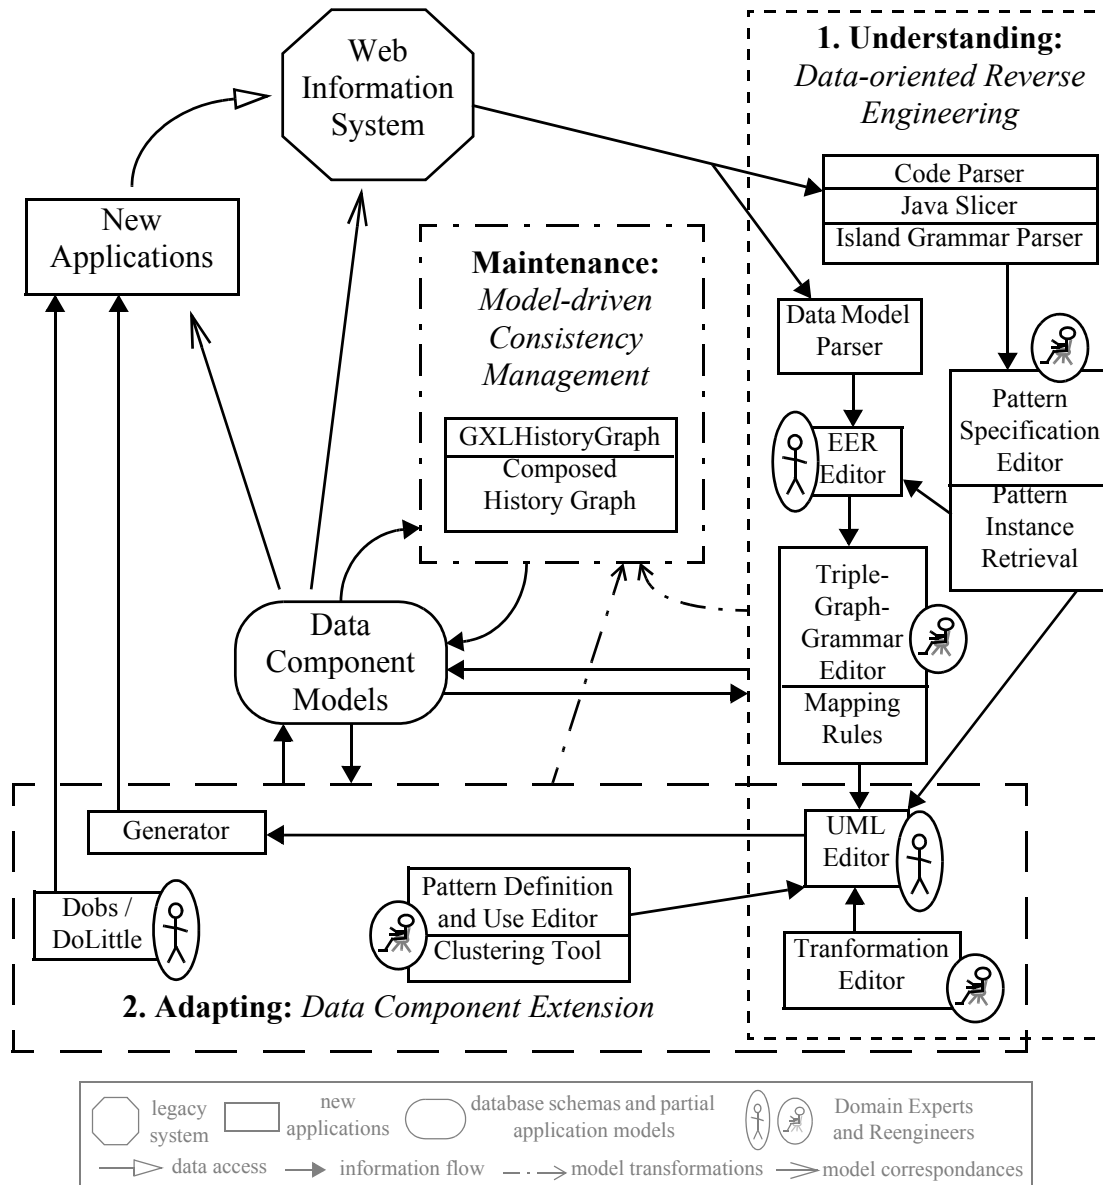 Web
Information
System
1. Understanding:
Data-oriented Reverse
Engineering
Code Parser
Java Slicer
Island Grammar Parser
New
Applications
Maintenance:
Model-driven
Consistency
Management
GXLHistoryGraph
Composed
History Graph
Data Model
Parser
EER
Editor
Pattern
Specification
Editor
Pattern
Instance
Retrieval
Triple-
Graph-
Grammar
Editor
Mapping
Rules
Data
Component
Models
Generator
UML
Editor
Dobs /
DoLittle
Pattern Definition
and Use Editor
Clustering Tool
Tranformation
Editor
2. Adapting: Data Component Extension
legacy
system
new
applications
database schemas and partial
application models
Domain Experts
and Reengineers
data access
information flow
model transformations
model correspondances